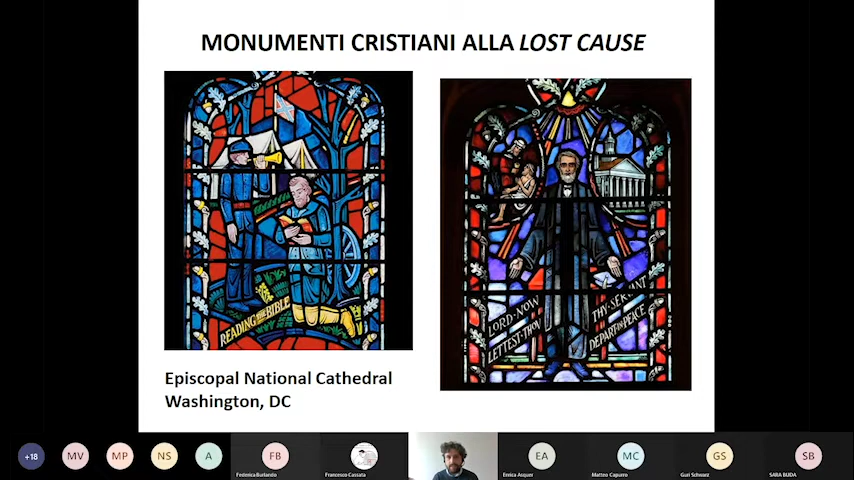 MONUMENTI CRISTIANI ALLA LOST CAUSE
READING THE BIBLE
LORD·NOW
LETTEST·THOU
THY·SERVANT
DEPART·IN·PEACE
Episcopal National Cathedral
Washington, DC
+18
MV
MP
NS
A
FB
EA
MC
GS
SB
Federica Burlando
Francesco Cassata
Enrica Asquer
Matteo Capurro
Guri Schwarz
SARA BUDA